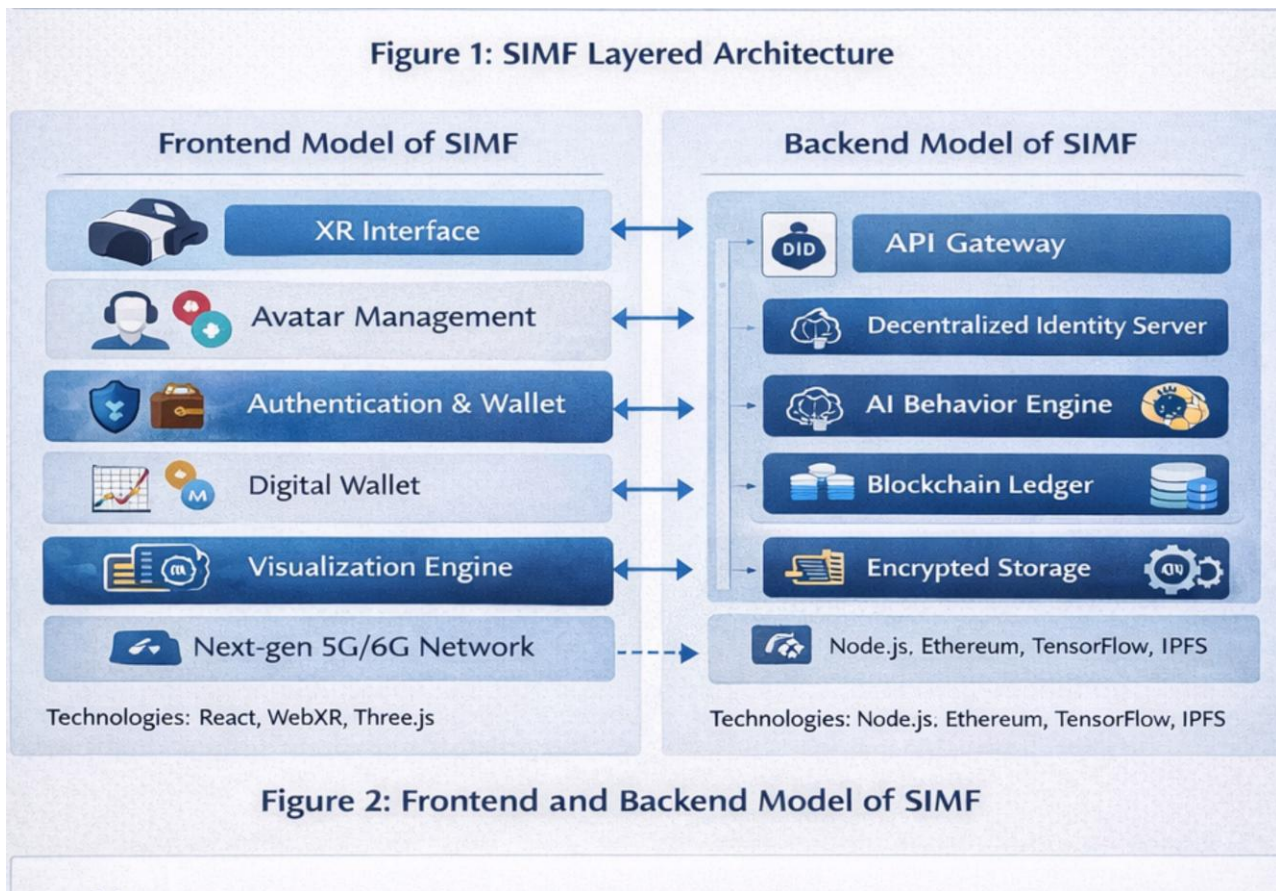 Figure 1: SIMF Layered Architecture
Frontend Model of SIMF
XR Interface
Avatar Management
Authentication & Wallet
M
Digital Wallet
Visualization Engine
Next-gen 5G/6G Network
Technologies: React, WebXR, Three.js
Backend Model of SIMF
DID
API Gateway
Decentralized Identity Server
AI Behavior Engine
Blockchain Ledger
Encrypted Storage
Node.js. Ethereum, TensorFlow, IPFS
Technologies: Node.js. Ethereum, TensorFlow, IPFS
Figure 2: Frontend and Backend Model of SIMF